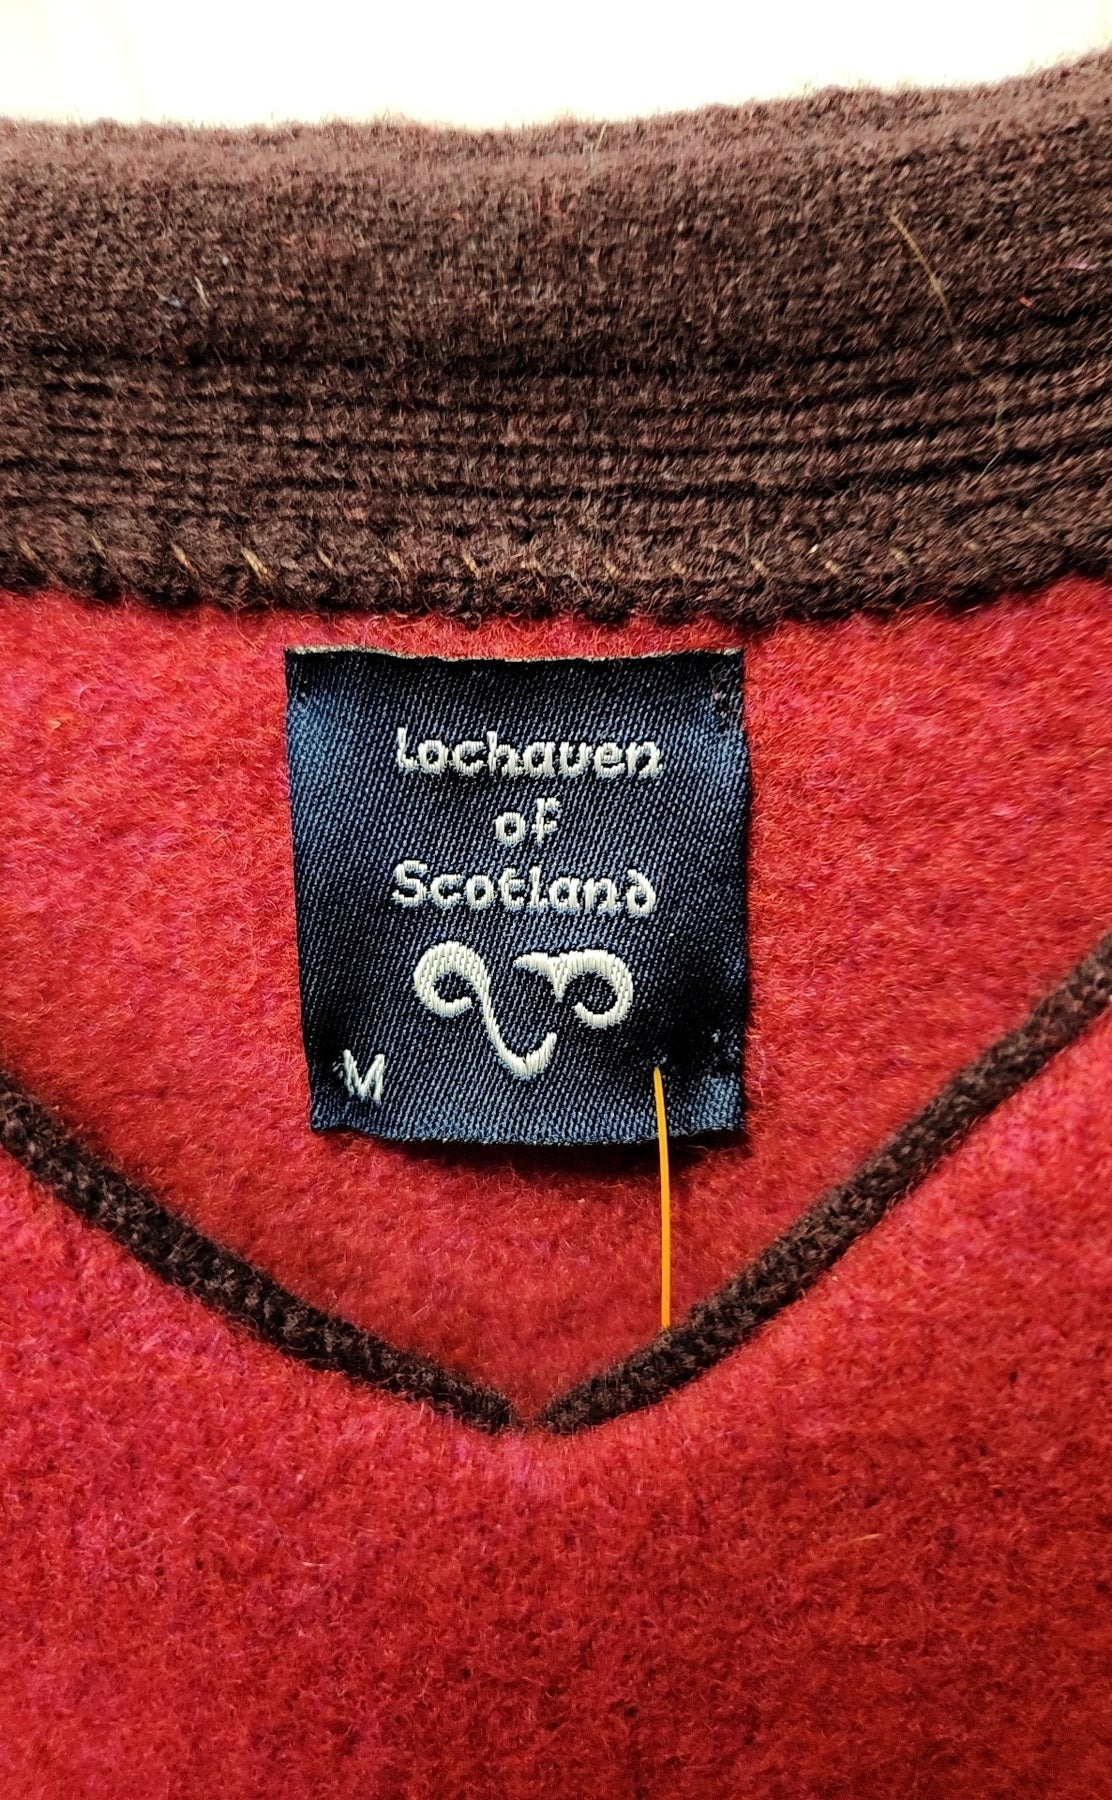 Lochaven
of
Scotland
M